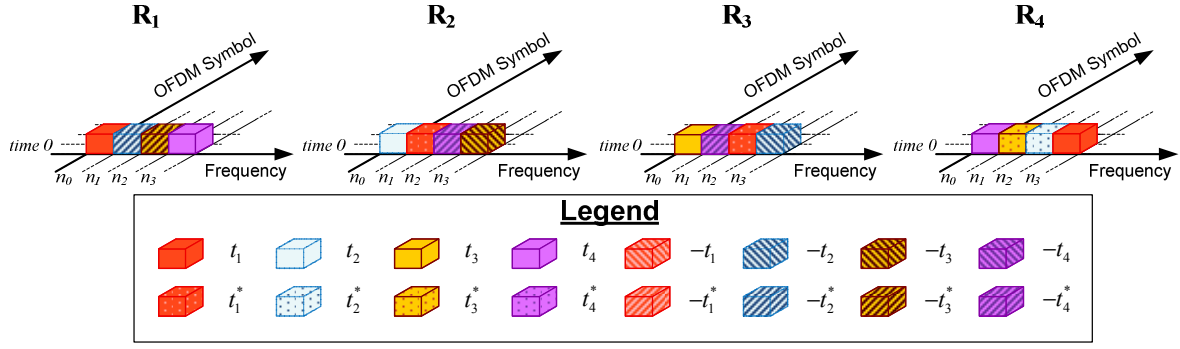 R₁ R₂ R₃ R₄
OFDM Symbol OFDM Symbol OFDM Symbol OFDM Symbol
time 0 time 0 time 0 time 0
Frequency Frequency Frequency Frequency
n₀ n₁ n₂ n₃ n₀ n₁ n₂ n₃ n₀ n₁ n₂ n₃ n₀ n₁ n₂ n₃
Legend
t₁ t₂ t₃ t₄ −t₁ −t₂ −t₃ −t₄
t₁* t₂* t₃* t₄* −t₁* −t₂* −t₃* −t₄*